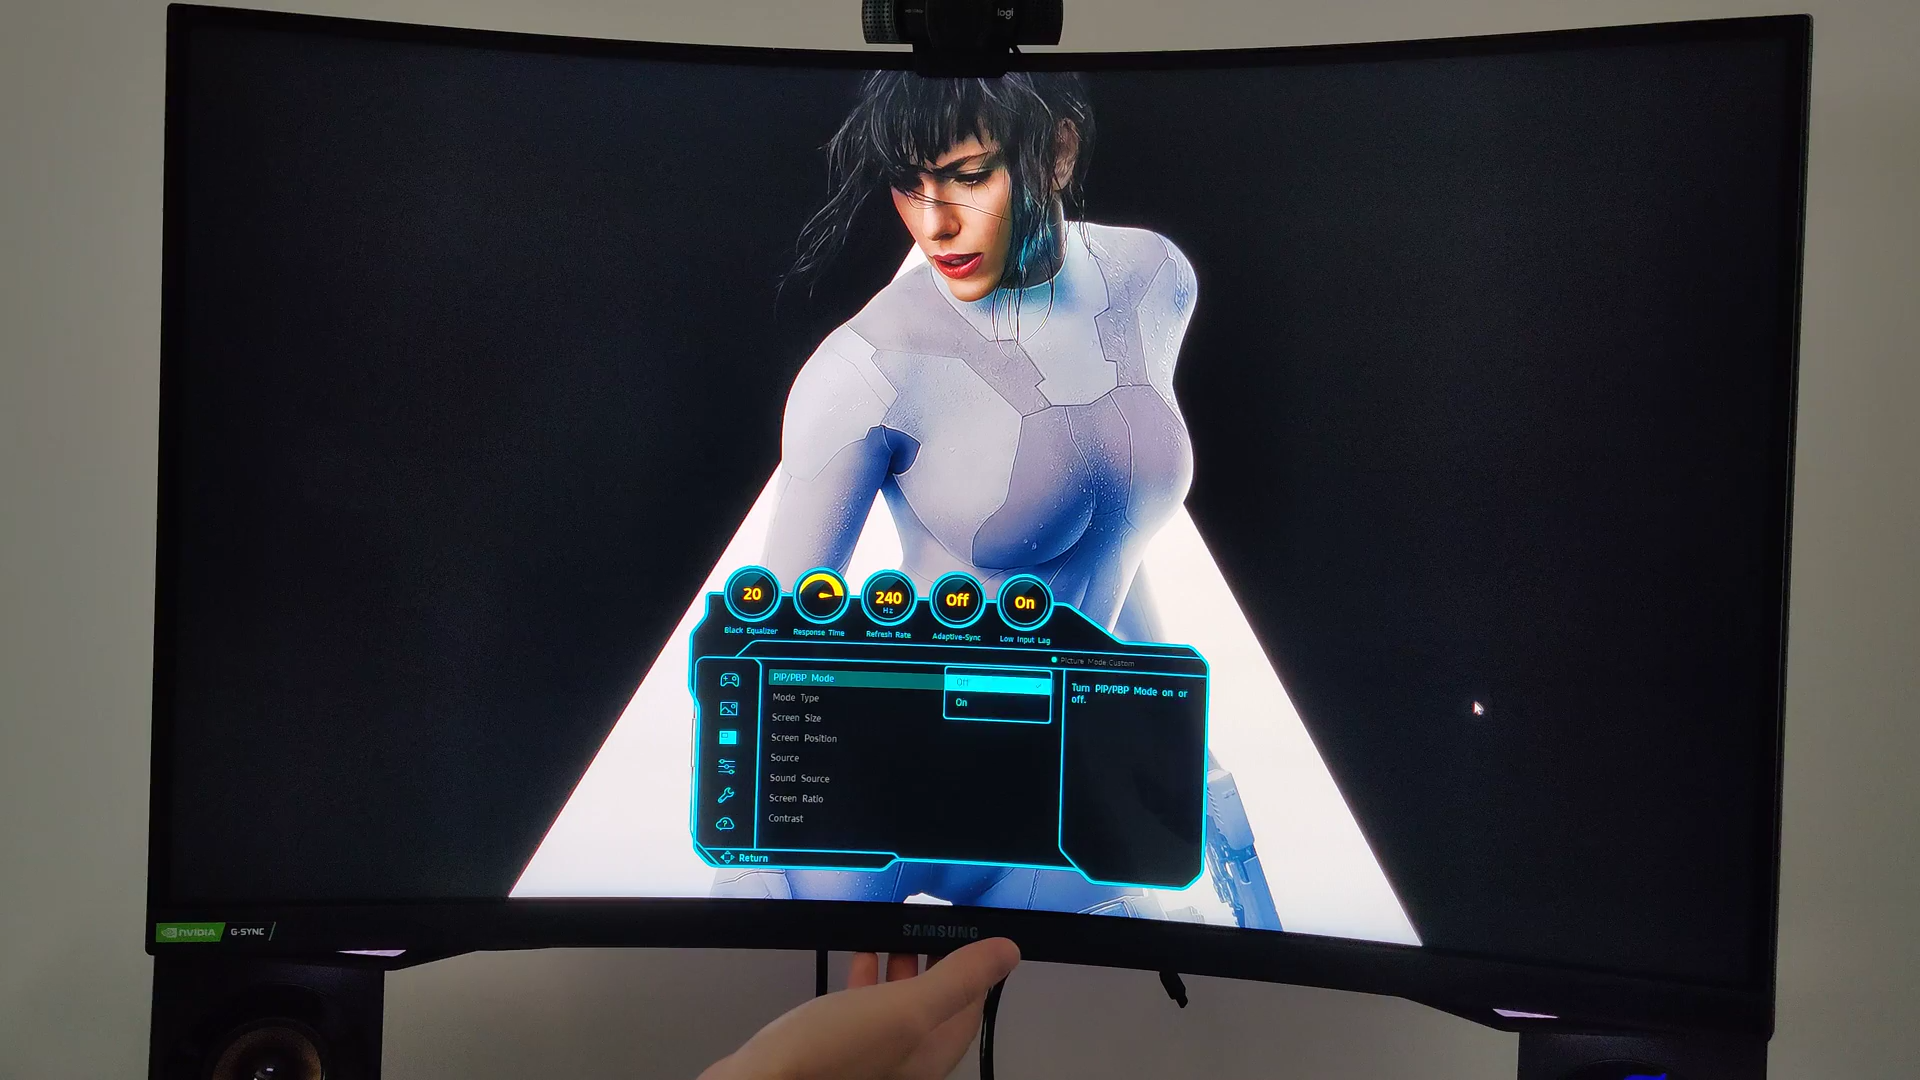 logi
20
240
Hz
Off
On
Black Equalizer
Response Time
Refresh Rate
Adaptive-Sync
Low Input Lag
Picture Mode:Custom
PIP/PBP Mode
Off
On
Mode Type
Screen Size
Screen Position
Source
Sound Source
Screen Ratio
Contrast
Turn PIP/PBP Mode on or
off.
Return
NVIDIA G-SYNC
SAMSUNG